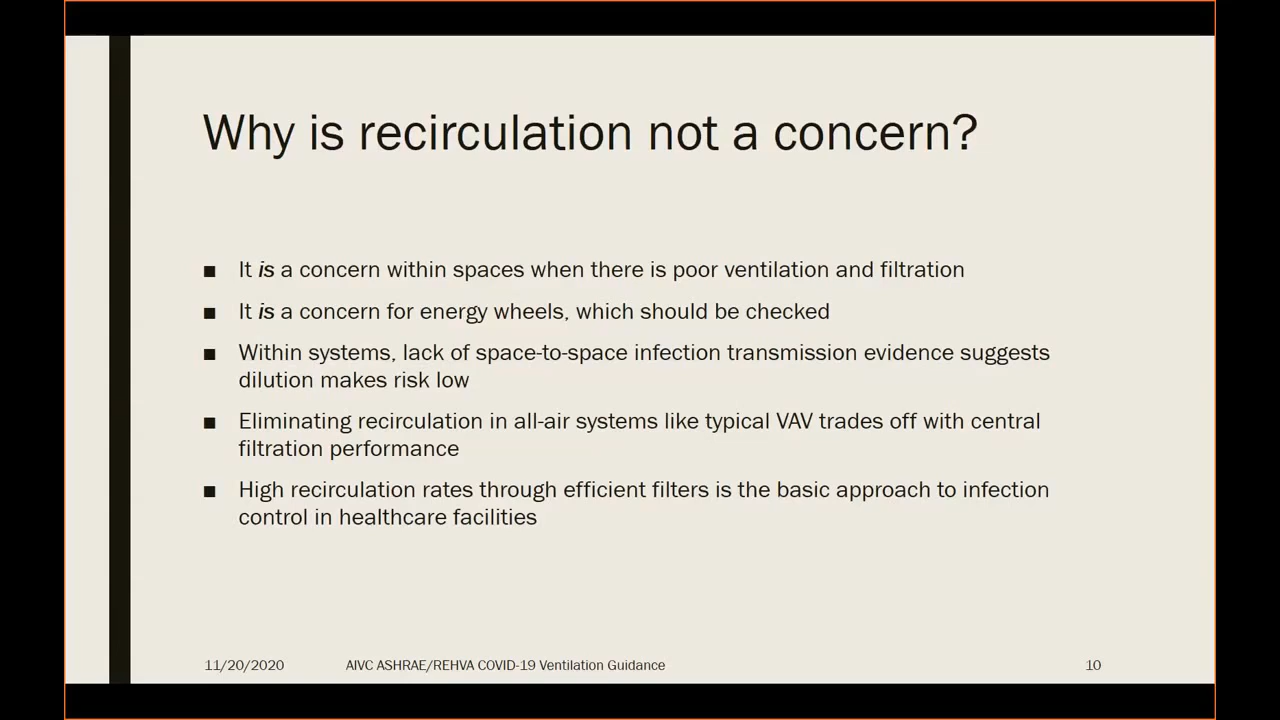 Why is recirculation not a concern?
■ It is a concern within spaces when there is poor ventilation and filtration
■ It is a concern for energy wheels, which should be checked
■ Within systems, lack of space-to-space infection transmission evidence suggests
dilution makes risk low
■ Eliminating recirculation in all-air systems like typical VAV trades off with central
filtration performance
■ High recirculation rates through efficient filters is the basic approach to infection
control in healthcare facilities
11/20/2020 AIVC ASHRAE/REHVA COVID-19 Ventilation Guidance 10